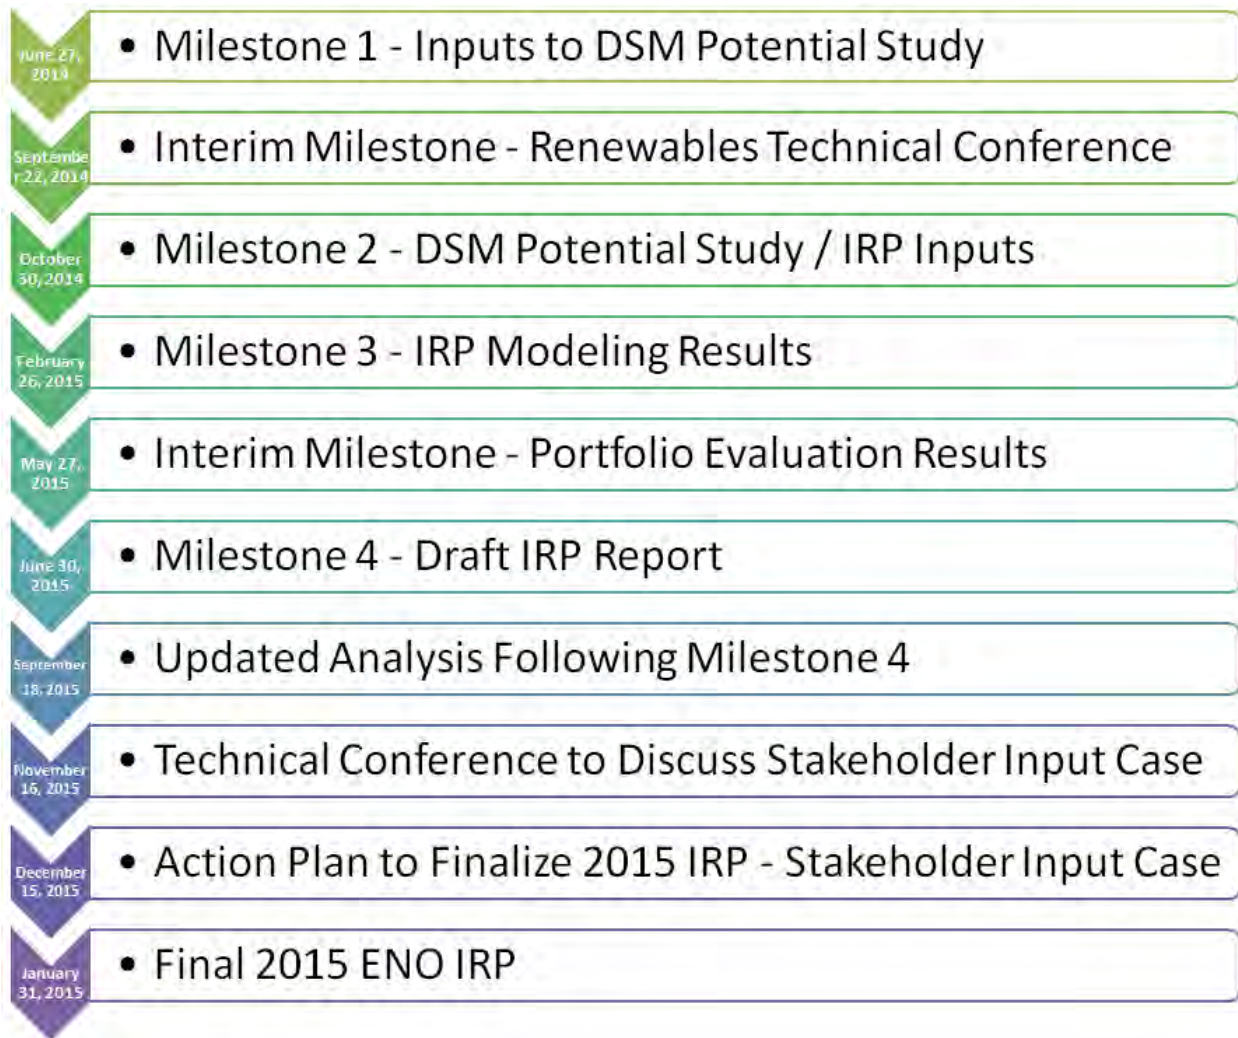 June 27,
2014
• Milestone 1 - Inputs to DSM Potential Study
Septembe
r 22, 2014
• Interim Milestone - Renewables Technical Conference
October
30, 2014
• Milestone 2 - DSM Potential Study / IRP Inputs
February
26, 2015
• Milestone 3 - IRP Modeling Results
May 27,
2015
• Interim Milestone - Portfolio Evaluation Results
June 30,
2015
• Milestone 4 - Draft IRP Report
September
18, 2015
• Updated Analysis Following Milestone 4
November
16, 2015
• Technical Conference to Discuss Stakeholder Input Case
December
15, 2015
• Action Plan to Finalize 2015 IRP - Stakeholder Input Case
January
31, 2015
• Final 2015 ENO IRP